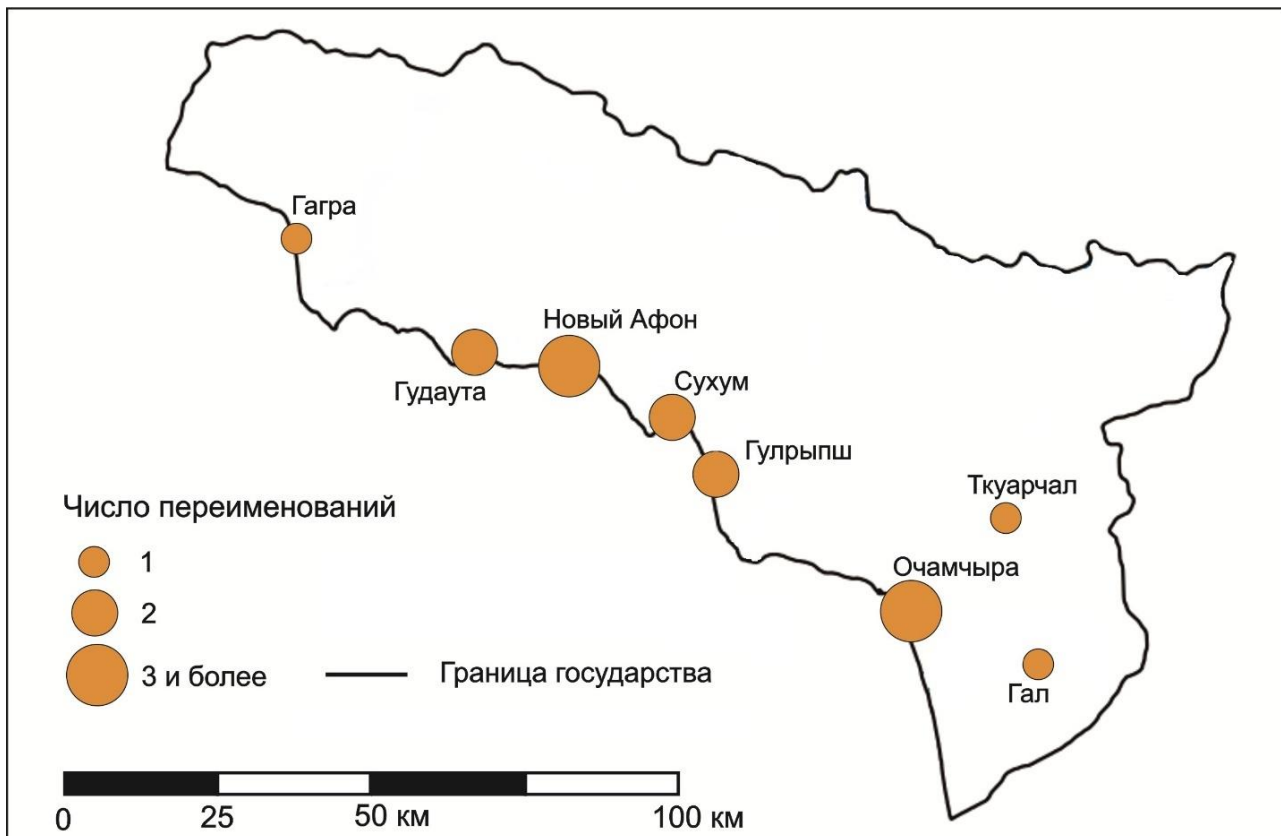 Гагра
Новый Афон
Гудаута
Сухум
Гулрыпш
Ткуарчал
Очамчыра
Гал
Число переименований
1
2
3 и более
Граница государства
0 25 50 км 100 км